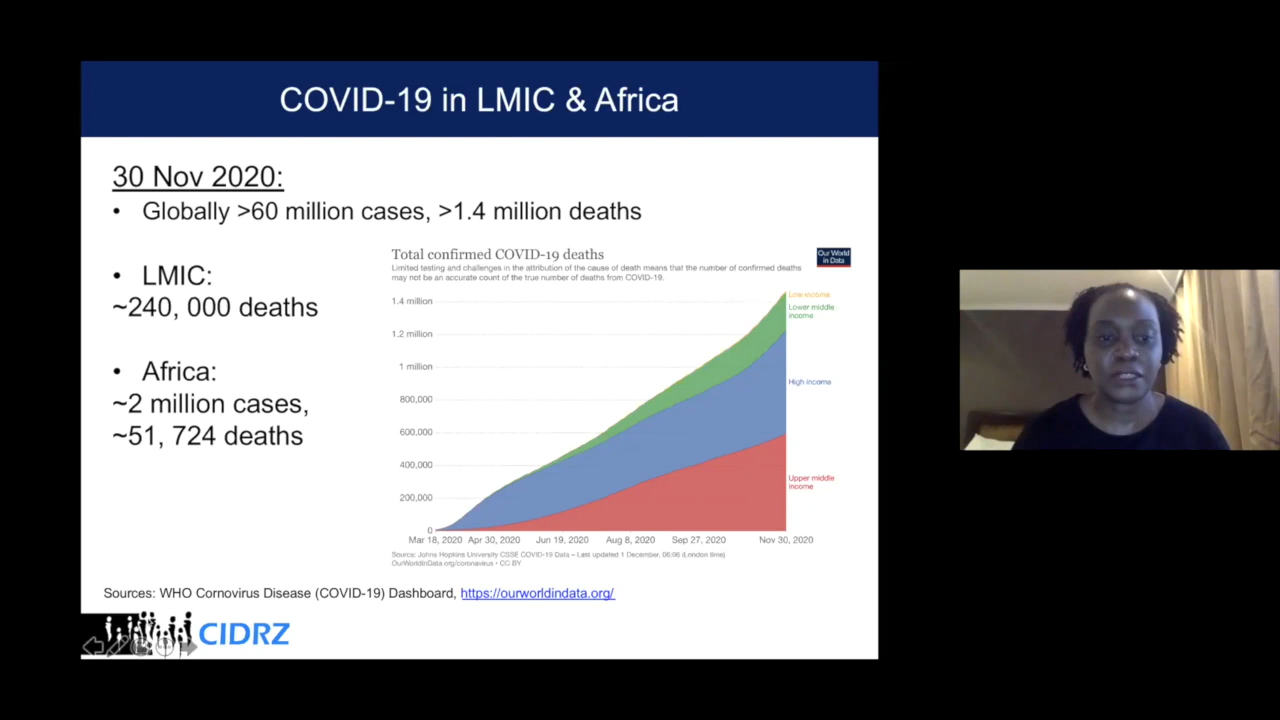 COVID-19 in LMIC & Africa
30 Nov 2020:
• Globally >60 million cases, >1.4 million deaths
• LMIC:
~240, 000 deaths
• Africa:
~2 million cases,
~51, 724 deaths
Total confirmed COVID-19 deaths
Limited testing and challenges in the attribution of the cause of death means that the number of confirmed deaths
may not be an accurate count of the true number of deaths from COVID-19.
Our World
in Data
1.4 million
1.2 million
1 million
800,000
600,000
400,000
200,000
0
Low income
Lower middle
income
High income
Upper middle
income
Mar 18, 2020 Apr 30, 2020 Jun 19, 2020 Aug 8, 2020 Sep 27, 2020 Nov 30, 2020
Source: Johns Hopkins University CSSE COVID-19 Data – Last updated 1 December, 06:06 (London time)
OurWorldInData.org/coronavirus • CC BY
Sources: WHO Cornovirus Disease (COVID-19) Dashboard, https://ourworldindata.org/
CIDRZ